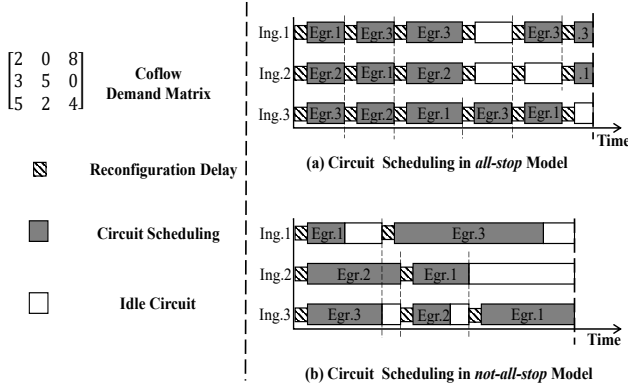 2 0 8
3 5 0
5 2 4
Coflow
Demand Matrix
Reconfiguration Delay
Circuit Scheduling
Idle Circuit
Ing.1 Egr.1 Egr.3 Egr.3 Egr.3 .3
Ing.2 Egr.2 Egr.1 Egr.2 .1
Ing.3 Egr.3 Egr.2 Egr.1 Egr.3 Egr.1
Time
(a) Circuit Scheduling in all-stop Model
Ing.1 Egr.1 Egr.3
Ing.2 Egr.2 Egr.1
Ing.3 Egr.3 Egr.2 Egr.1
Time
(b) Circuit Scheduling in not-all-stop Model